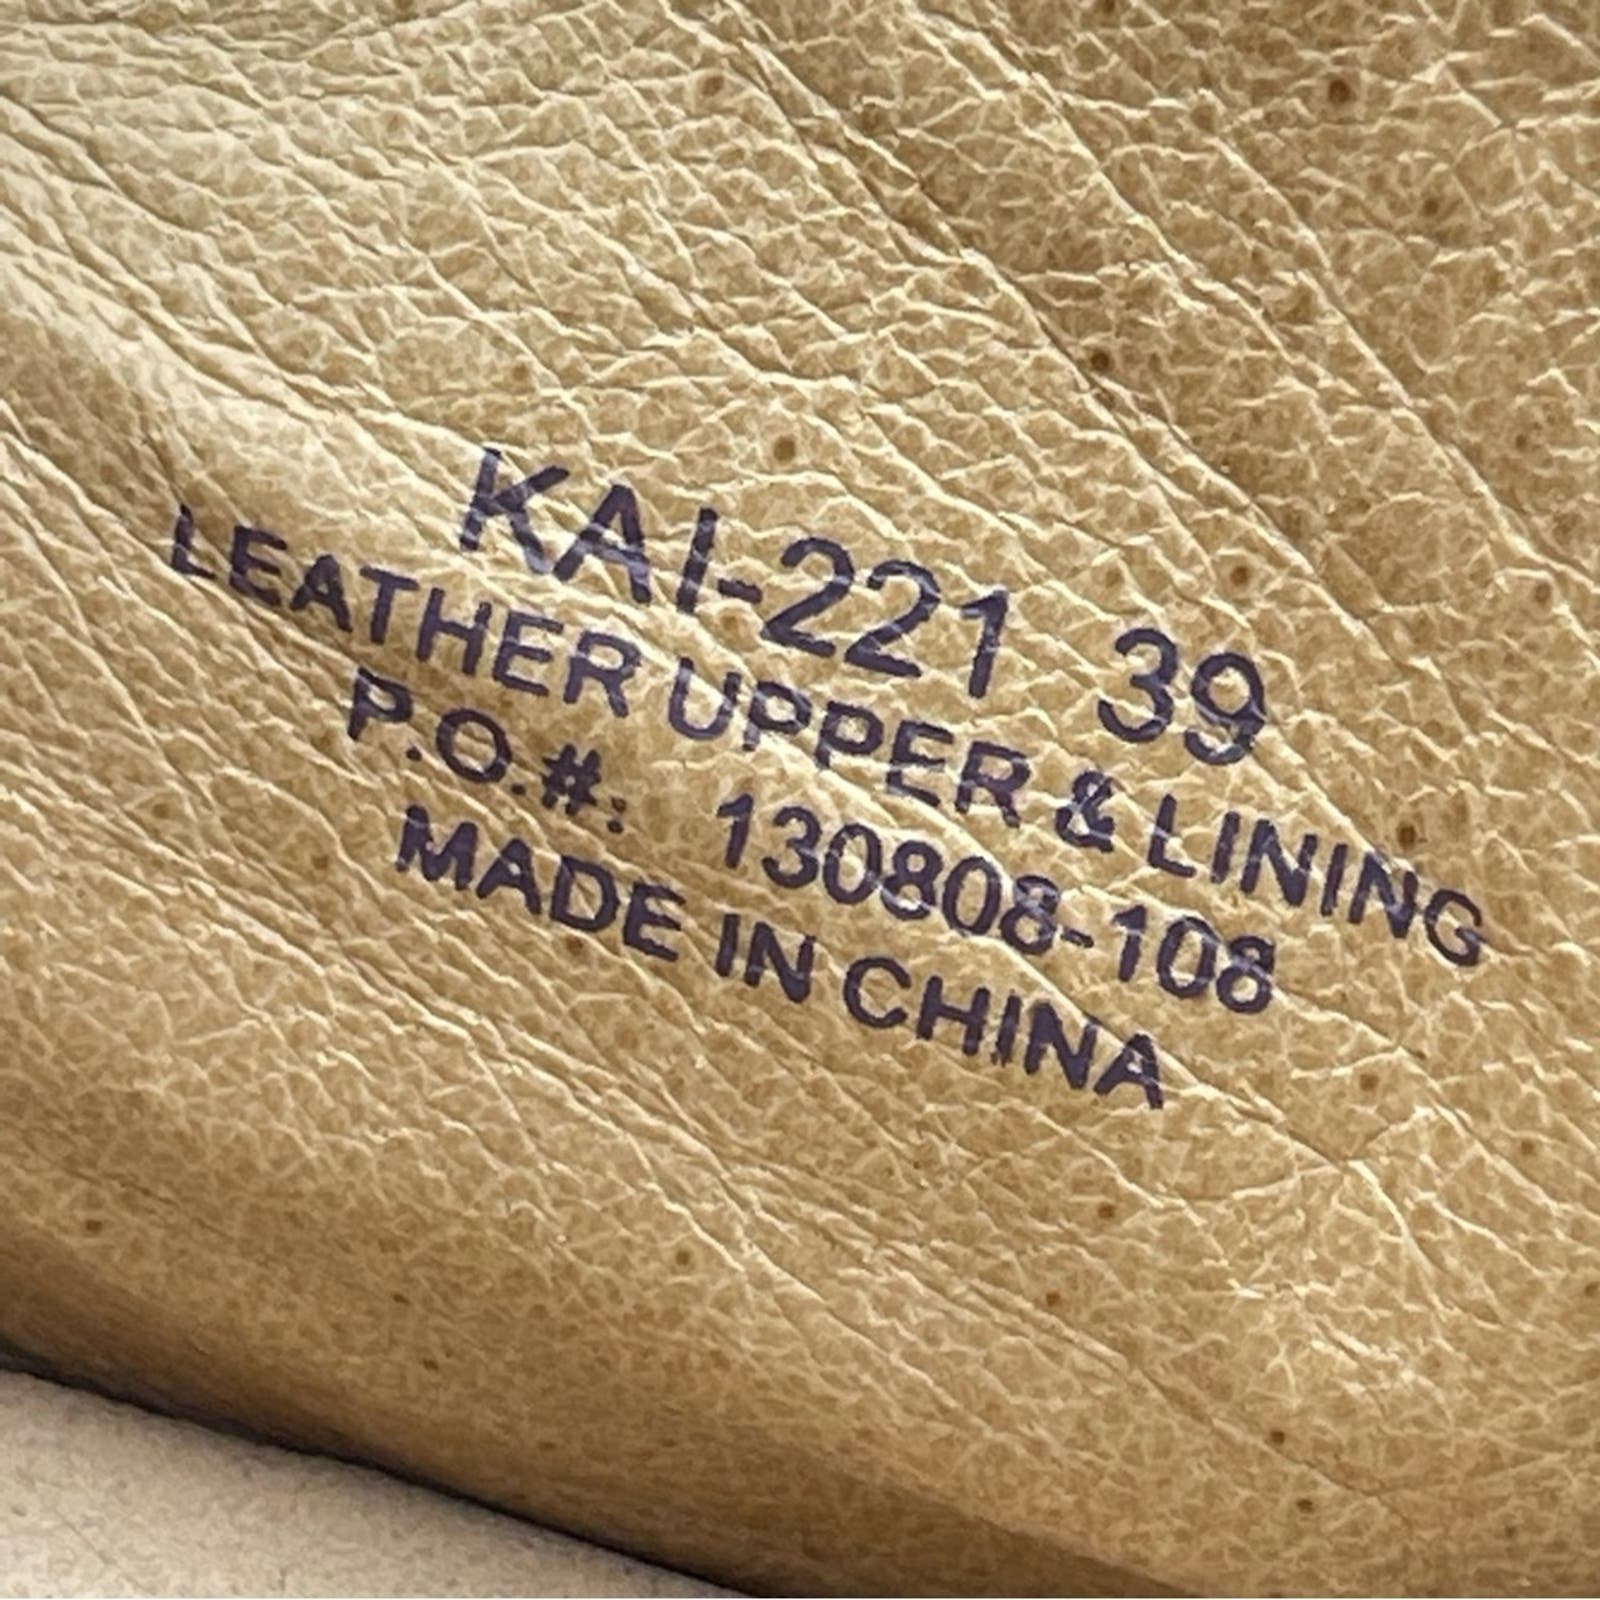 KAI-221 39
LEATHER UPPER & LINING
P.O.#: 130808-108
MADE IN CHINA